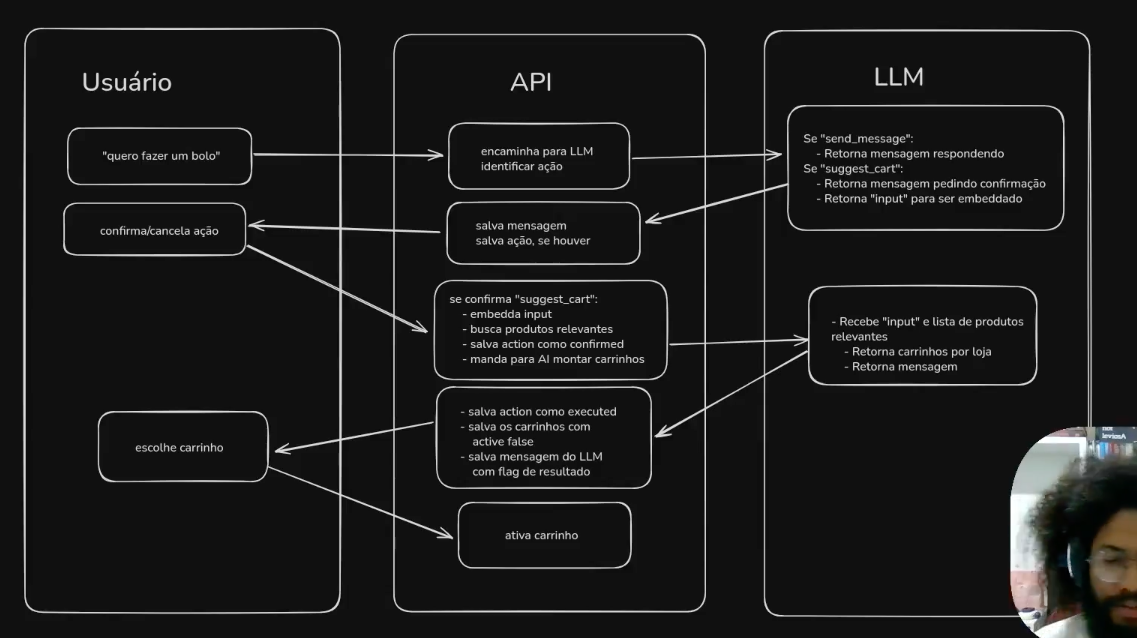 Usuário
API
LLM
"quero fazer um bolo"
encaminha para LLM
identificar ação
Se "send_message":
- Retorna mensagem respondendo
Se "suggest_cart":
- Retorna mensagem pedindo confirmação
- Retorna "input" para ser embeddado
confirma/cancela ação
salva mensagem
salva ação, se houver
se confirma "suggest_cart":
- embedda input
- busca produtos relevantes
- salva action como confirmed
- manda para AI montar carrinhos
- Recebe "input" e lista de produtos
relevantes
- Retorna carrinhos por loja
- Retorna mensagem
- salva action como executed
- salva os carrinhos com
active false
- salva mensagem do LLM
com flag de resultado
escolhe carrinho
ativa carrinho